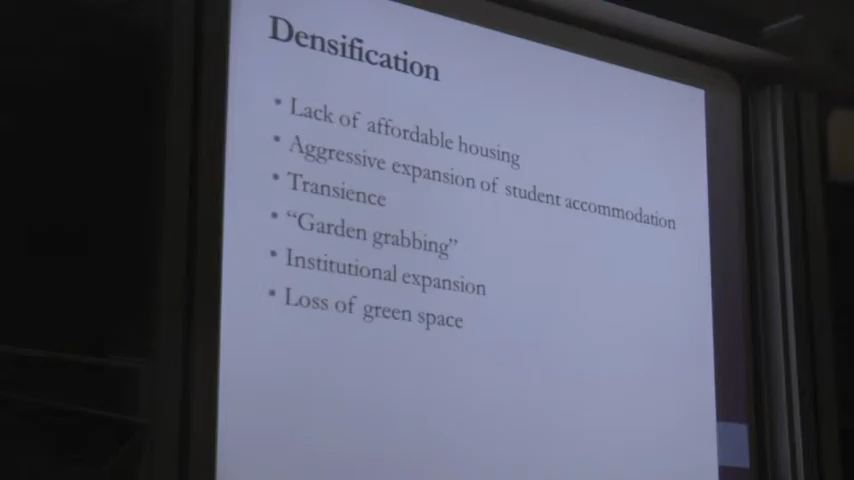 Densification
• Lack of affordable housing
• Aggressive expansion of student accommodation
• Transience
• “Garden grabbing”
• Institutional expansion
• Loss of green space